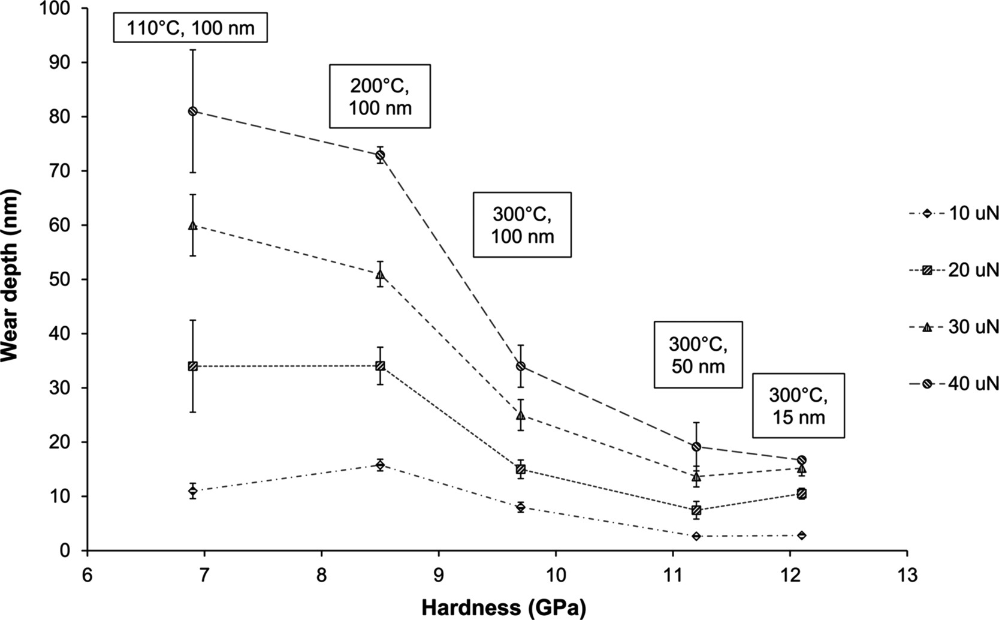 100
90
80
70
60
50
40
30
20
10
0
Wear depth (nm)
110°C, 100 nm
200°C,
100 nm
300°C,
100 nm
300°C,
50 nm
300°C,
15 nm
10 uN
20 uN
30 uN
40 uN
6 7 8 9 10 11 12 13
Hardness (GPa)